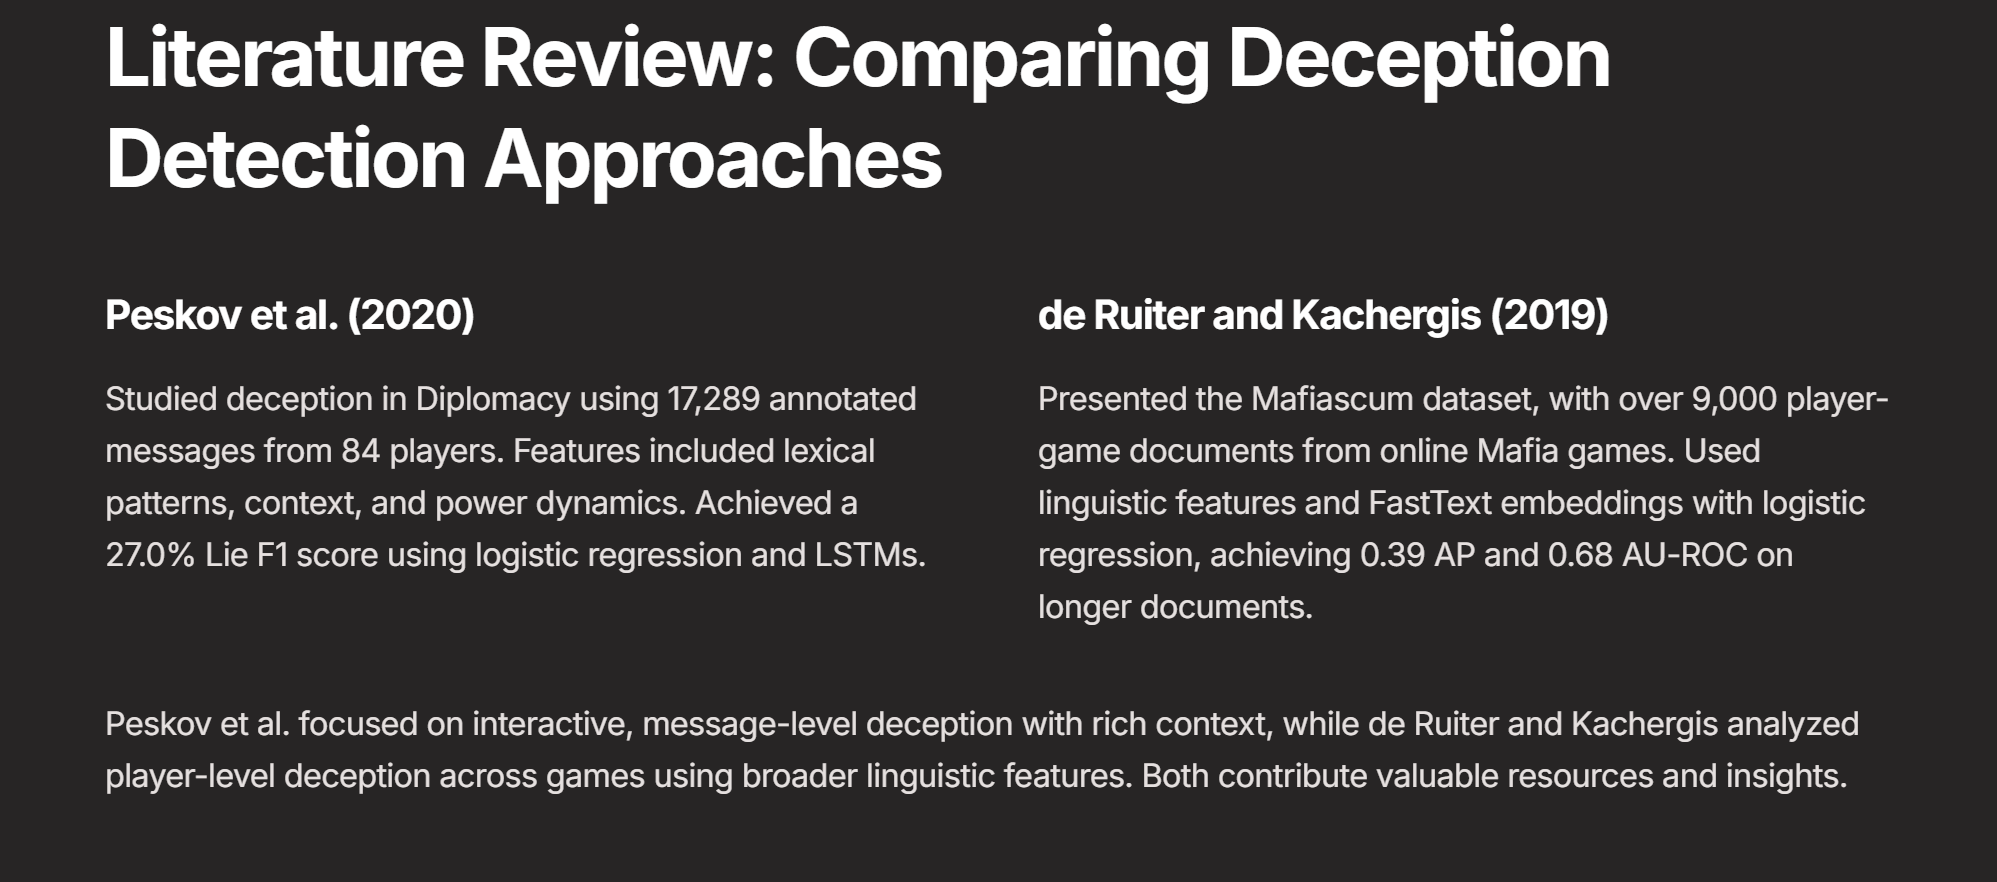 Literature Review: Comparing Deception
Detection Approaches
Peskov et al. (2020)
Studied deception in Diplomacy using 17,289 annotated
messages from 84 players. Features included lexical
patterns, context, and power dynamics. Achieved a
27.0% Lie F1 score using logistic regression and LSTMs.
de Ruiter and Kachergis (2019)
Presented the Mafiascum dataset, with over 9,000 player-
game documents from online Mafia games. Used
linguistic features and FastText embeddings with logistic
regression, achieving 0.39 AP and 0.68 AU-ROC on
longer documents.
Peskov et al. focused on interactive, message-level deception with rich context, while de Ruiter and Kachergis analyzed
player-level deception across games using broader linguistic features. Both contribute valuable resources and insights.